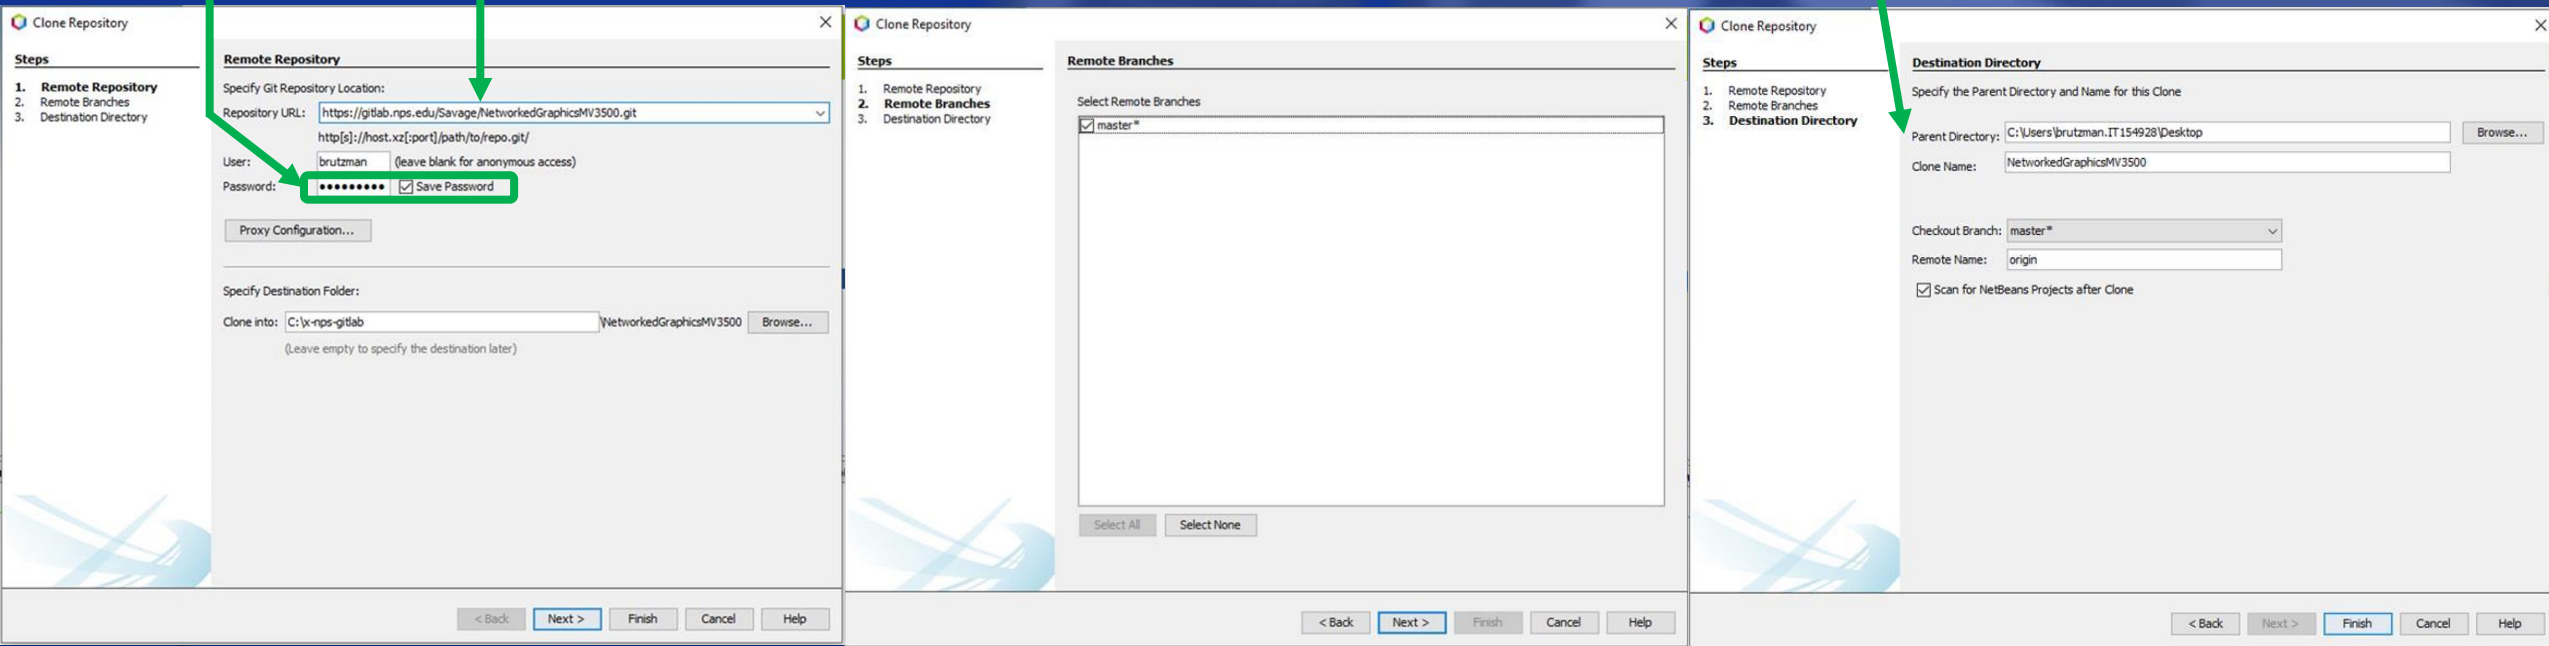 Clone Repository
Steps
1. Remote Repository
2. Remote Branches
3. Destination Directory
Remote Repository
Specify Git Repository Location:
Repository URL: https://gitlab.nps.edu/Savage/NetworkedGraphicsMV3500.git
http[s]://host.xz[:port]/path/to/repo.git/
User: brutzman (leave blank for anonymous access)
Password: ••••••••• Save Password
Proxy Configuration...
Specify Destination Folder:
Clone into: C:\x-nps-gitlab \NetworkedGraphicsMV3500 Browse...
(Leave empty to specify the destination later)
< Back Next > Finish Cancel Help
Clone Repository
Steps
1. Remote Repository
2. Remote Branches
3. Destination Directory
Remote Branches
Select Remote Branches
master*
Select All Select None
< Back Next > Finish Cancel Help
Clone Repository
Steps
1. Remote Repository
2. Remote Branches
3. Destination Directory
Destination Directory
Specify the Parent Directory and Name for this Clone
Parent Directory: C:\Users\brutzman.IT154928\Desktop Browse...
Clone Name: NetworkedGraphicsMV3500
Checkout Branch: master*
Remote Name: origin
Scan for NetBeans Projects after Clone
< Back Next > Finish Cancel Help